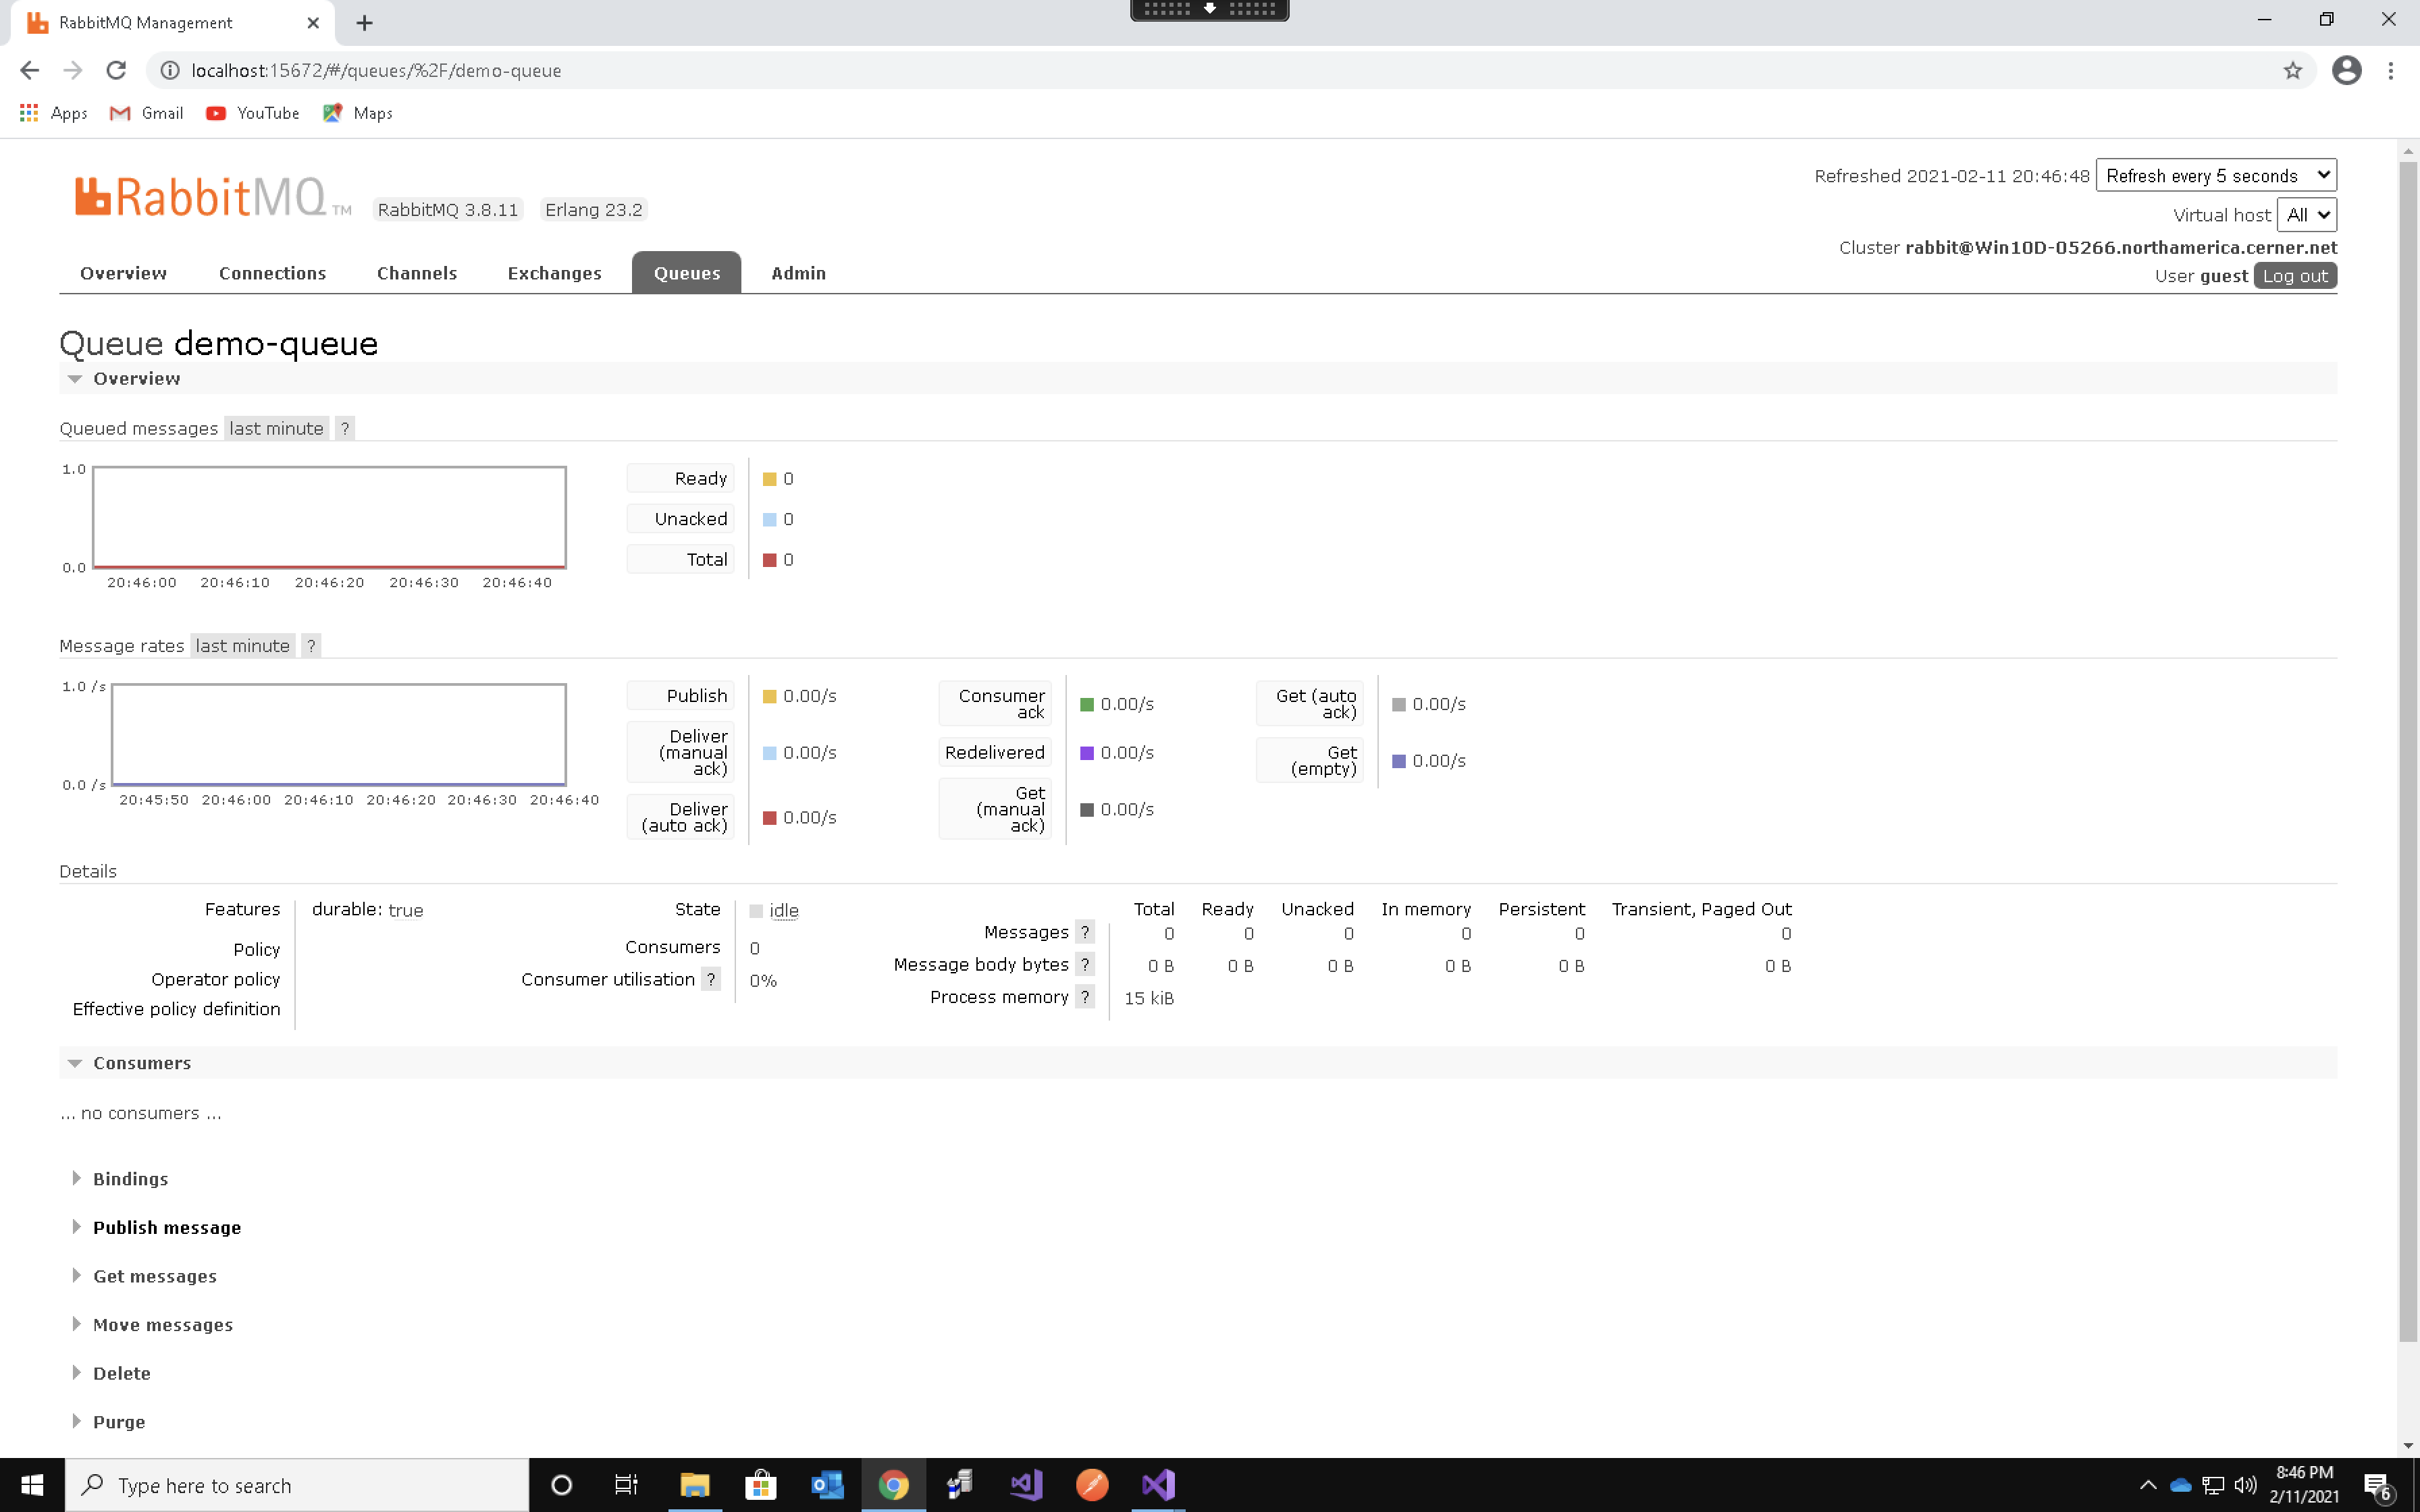 RabbitMQ Management
localhost:15672/#/queues/%2F/demo-queue
Apps Gmail YouTube Maps
Refreshed 2021-02-11 20:46:48 Refresh every 5 seconds
RabbitMQ TM RabbitMQ 3.8.11 Erlang 23.2
Virtual host All
Cluster rabbit@Win10D-05266.northamerica.cerner.net
User guest Log out
Overview Connections Channels Exchanges Queues Admin
Queue demo-queue
Overview
Queued messages last minute ?
1.0
0.0
20:46:00 20:46:10 20:46:20 20:46:30 20:46:40
Ready 0
Unacked 0
Total 0
Message rates last minute ?
1.0 /s
0.0 /s
20:45:50 20:46:00 20:46:10 20:46:20 20:46:30 20:46:40
Publish 0.00/s
Deliver (manual ack) 0.00/s
Deliver (auto ack) 0.00/s
Consumer ack 0.00/s
Redelivered 0.00/s
Get (manual ack) 0.00/s
Get (auto ack) 0.00/s
Get (empty) 0.00/s
Details
Features durable: true
Policy
Operator policy
Effective policy definition
State idle
Consumers 0
Consumer utilisation ? 0%
Total Ready Unacked In memory Persistent Transient, Paged Out
Messages ? 0 0 0 0 0 0
Message body bytes ? 0 B 0 B 0 B 0 B 0 B 0 B
Process memory ? 15 kiB
Consumers
... no consumers ...
Bindings
Publish message
Get messages
Move messages
Delete
Purge
Type here to search
8:46 PM
2/11/2021
6